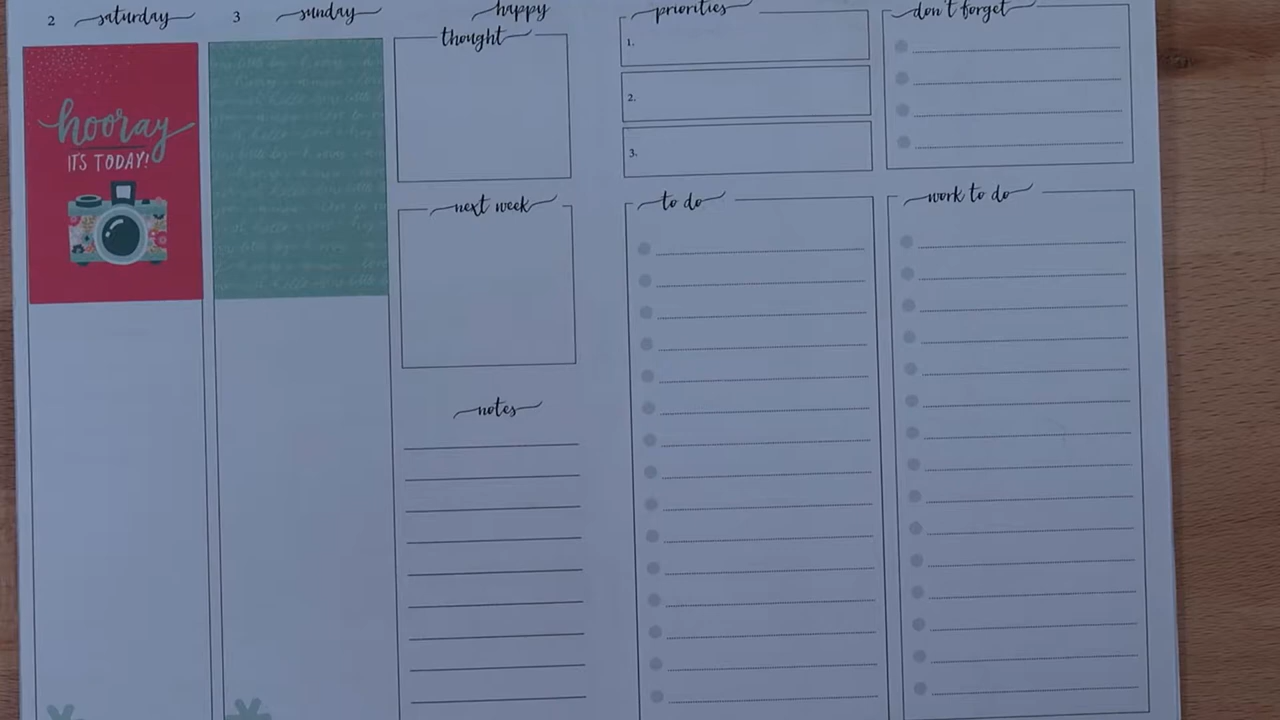 2 saturday
3 sunday
happy
thought
priorities
don't forget
1.
hooray
IT'S TODAY!
2.
3.
next week
to do
work to do
notes